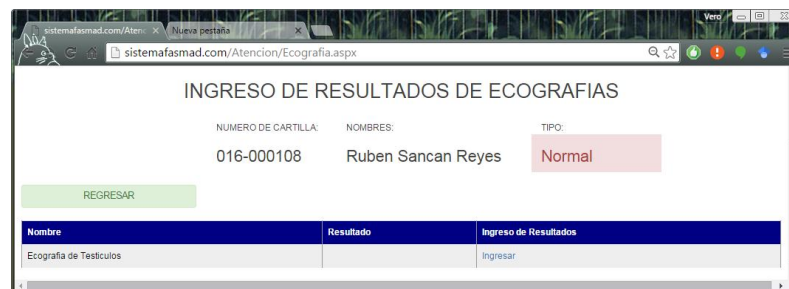 Vero
sistemafasmad.com/Aten
Nueva pestaña
sistemafasmad.com/Atencion/Ecografia.aspx
INGRESO DE RESULTADOS DE ECOGRAFIAS
NUMERO DE CARTILLA: NOMBRES: TIPO:
016-000108 Ruben Sancan Reyes Normal
REGRESAR
Nombre Resultado Ingreso de Resultados
Ecografia de Testiculos Ingresar